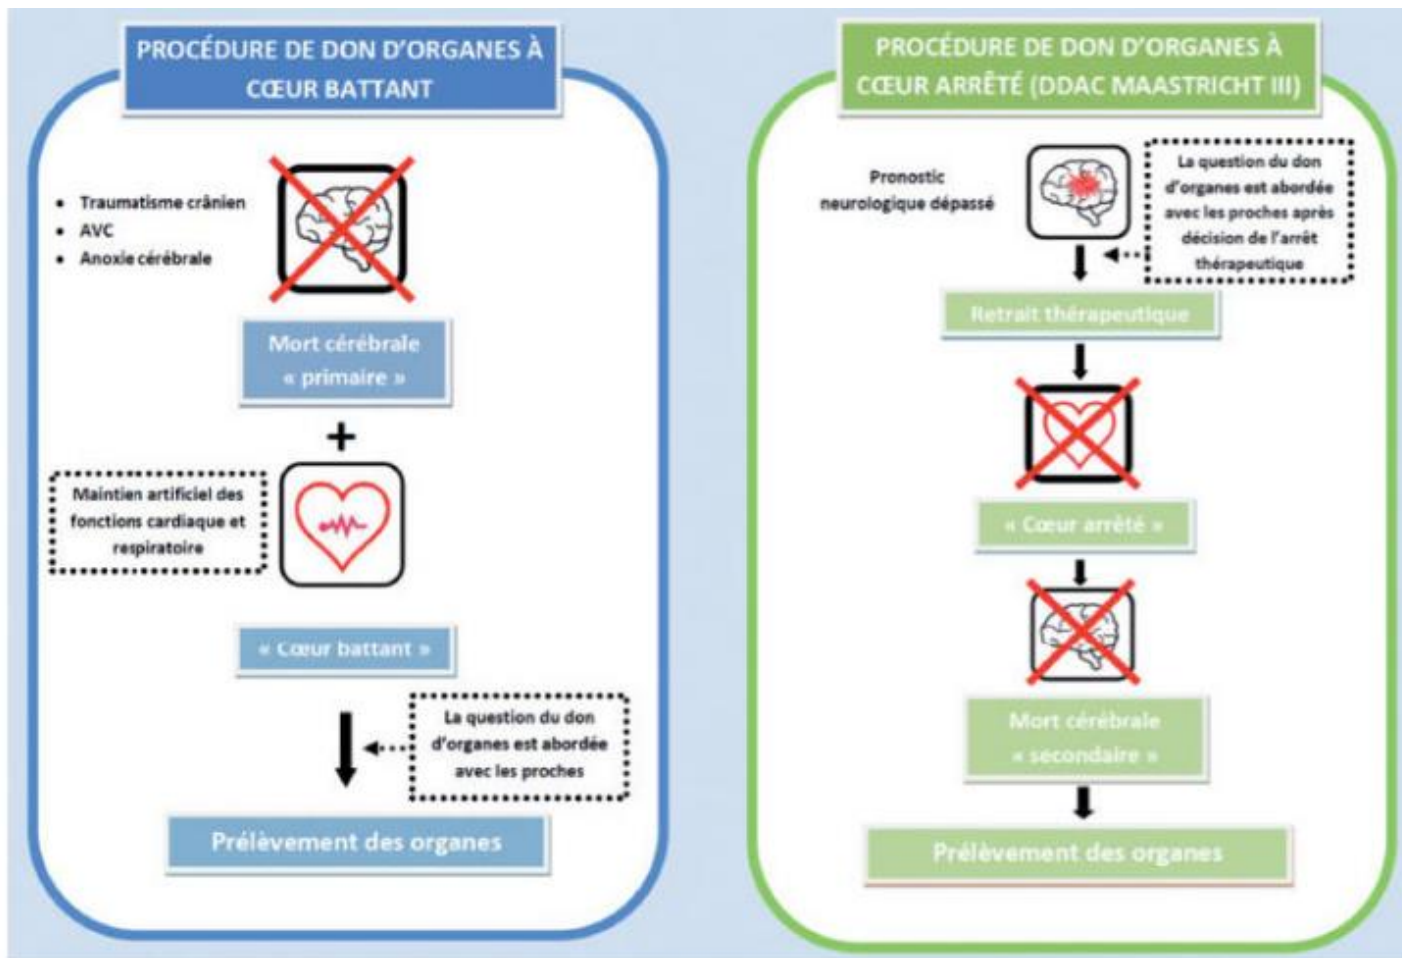 PROCÉDURE DE DON D'ORGANES À
CŒUR BATTANT
• Traumatisme crânien
• AVC
• Anoxie cérébrale
Mort cérébrale
« primaire »
+
Maintien artificiel des
fonctions cardiaque et
respiratoire
« Cœur battant »
La question du don
d'organes est abordée
avec les proches
Prélèvement des organes
PROCÉDURE DE DON D'ORGANES À
CŒUR ARRÊTÉ (DDAC MAASTRICHT III)
Pronostic
neurologique dépassé
La question du don
d'organes est abordée
avec les proches après
décision de l'arrêt
thérapeutique
Retrait thérapeutique
« Cœur arrêté »
Mort cérébrale
« secondaire »
Prélèvement des organes